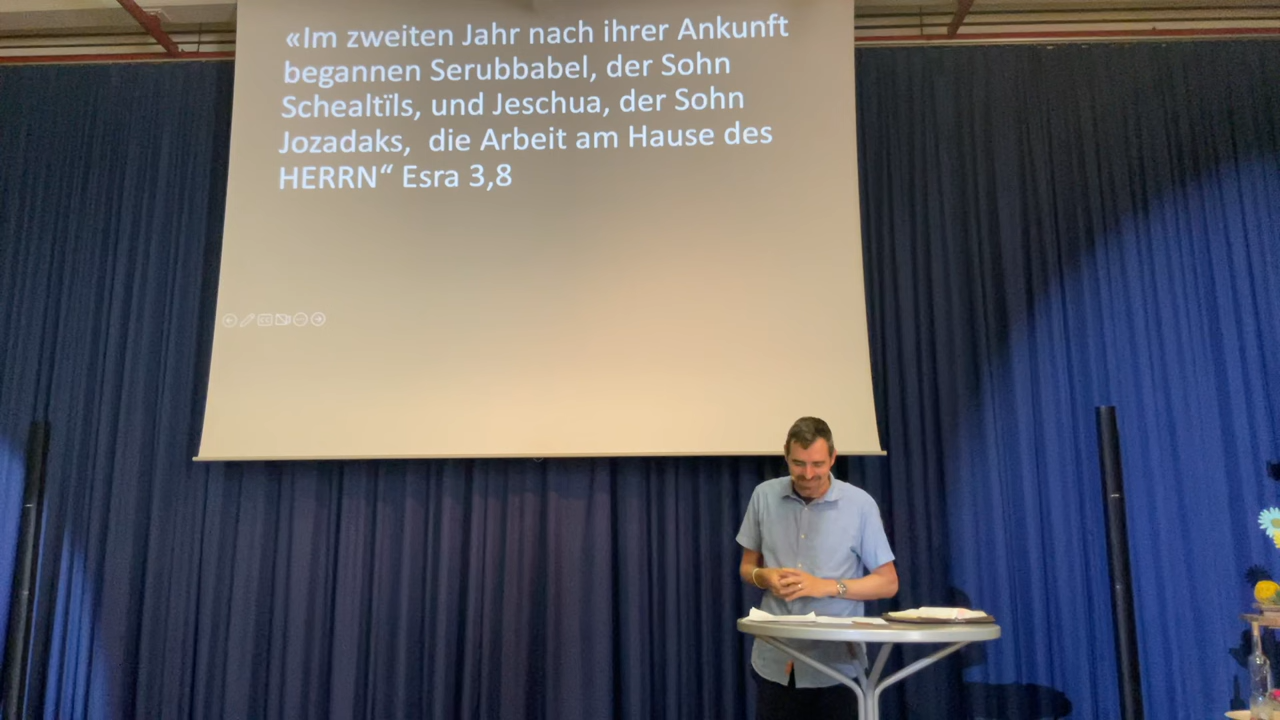 «Im zweiten Jahr nach ihrer Ankunft
begannen Serubbabel, der Sohn
Schealtïls, und Jeschua, der Sohn
Jozadaks,  die Arbeit am Hause des
HERRN“ Esra 3,8